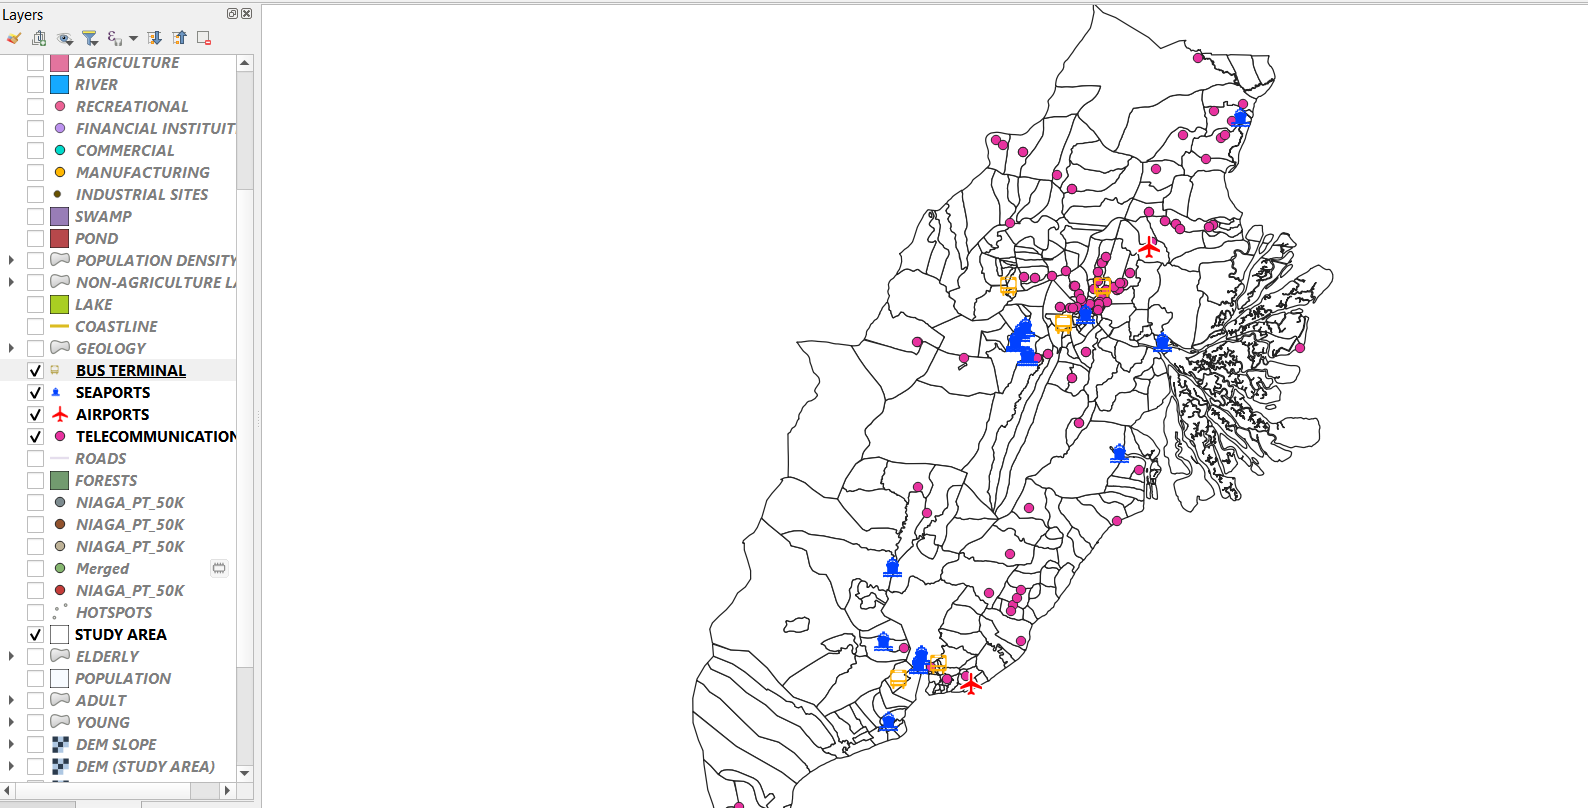 Layers
AGRICULTURE
RIVER
RECREATIONAL
FINANCIAL INSTITUIT
COMMERCIAL
MANUFACTURING
INDUSTRIAL SITES
SWAMP
POND
POPULATION DENSITY
NON-AGRICULTURE L
LAKE
COASTLINE
GEOLOGY
BUS TERMINAL
SEAPORTS
AIRPORTS
TELECOMMUNICATION
ROADS
FORESTS
NIAGA_PT_50K
NIAGA_PT_50K
NIAGA_PT_50K
Merged
NIAGA_PT_50K
HOTSPOTS
STUDY AREA
ELDERLY
POPULATION
ADULT
YOUNG
DEM SLOPE
DEM (STUDY AREA)